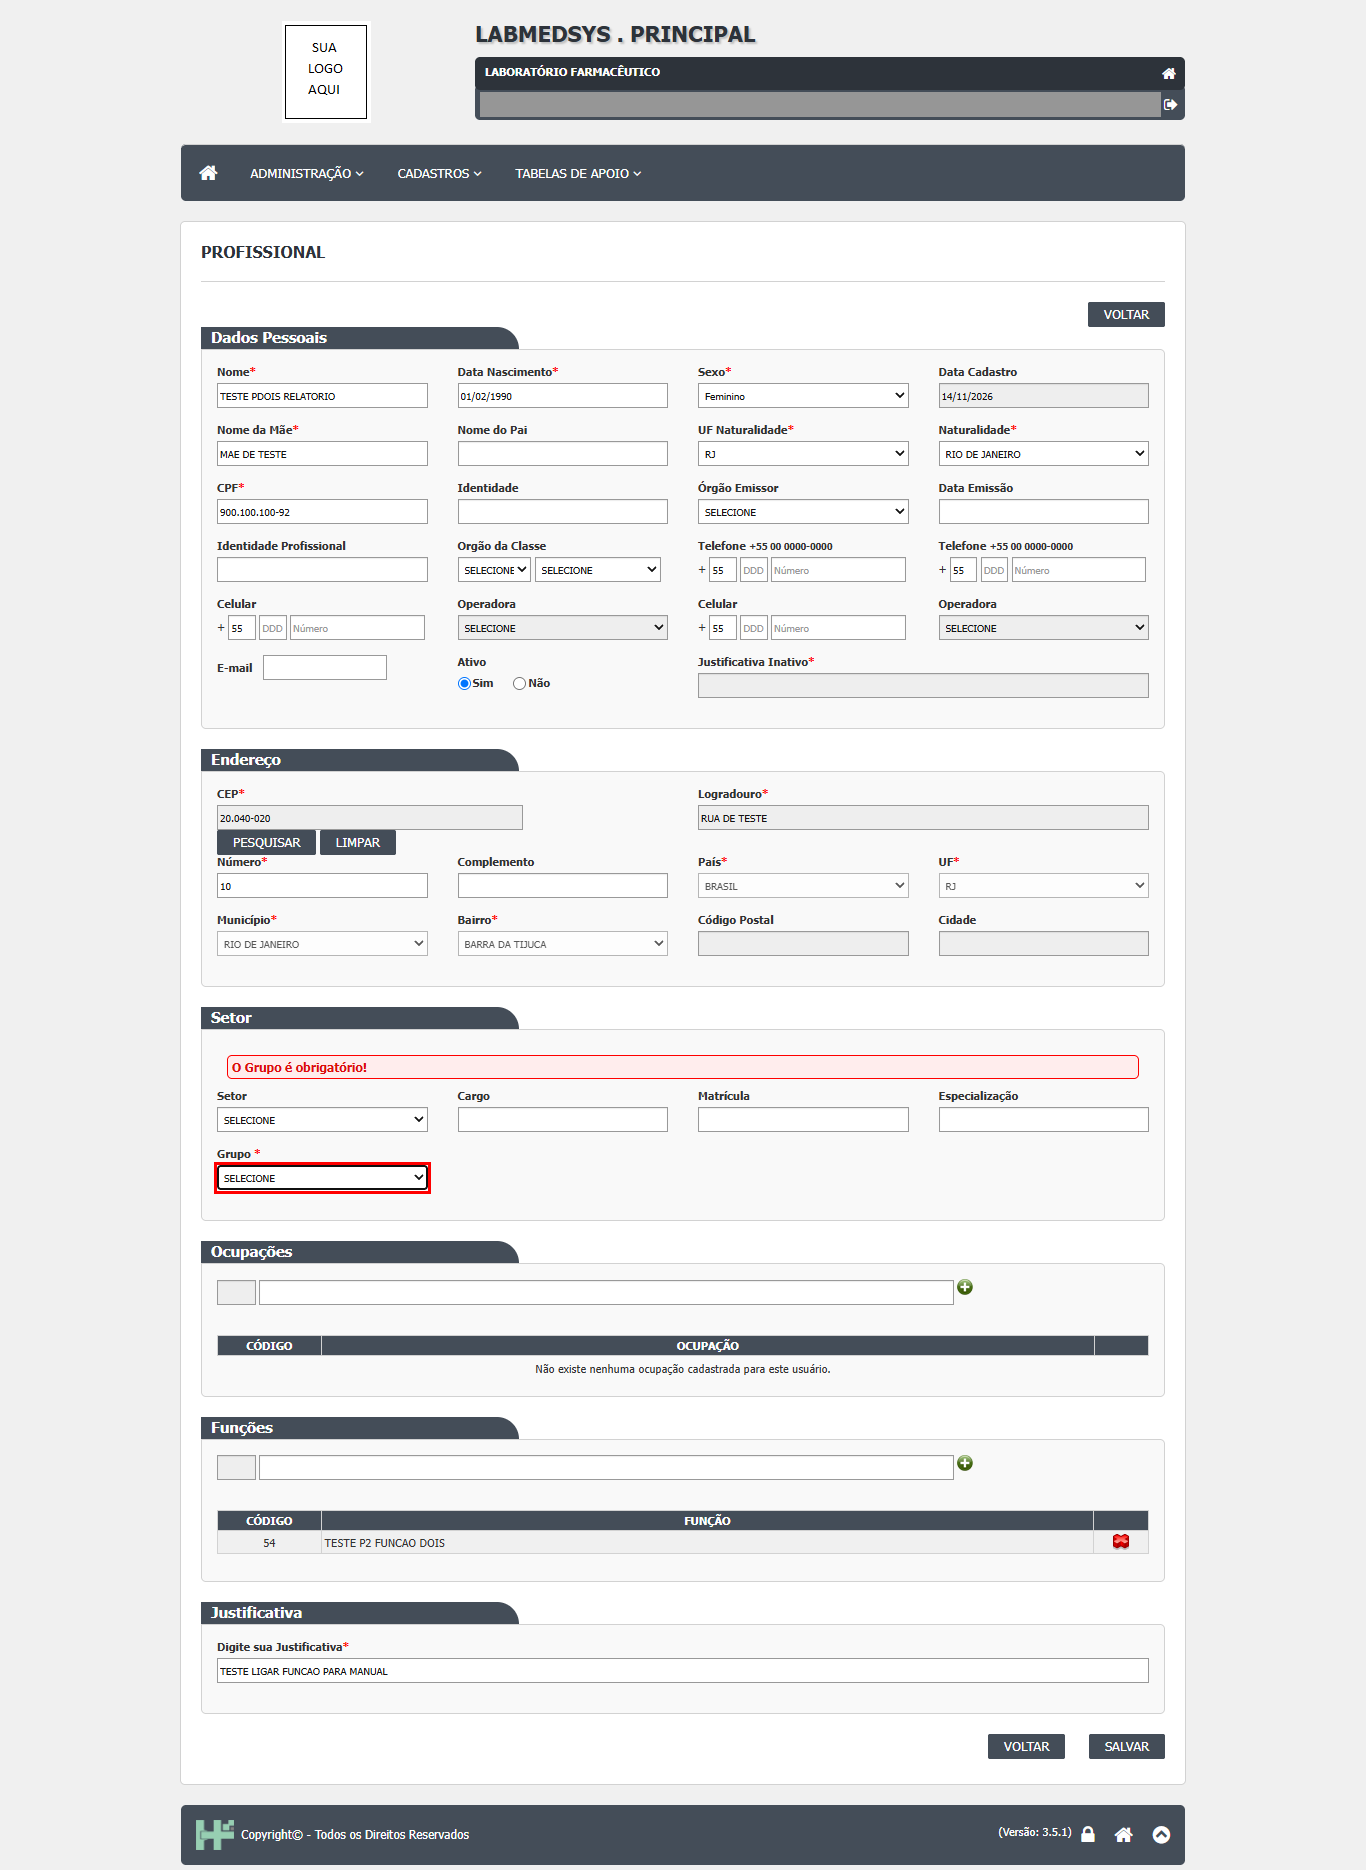 SUA
LOGO
AQUI
LABMEDSYS . PRINCIPAL
LABORATÓRIO FARMACÊUTICO
ADMINISTRAÇÃO CADASTROS TABELAS DE APOIO
PROFISSIONAL
VOLTAR
Dados Pessoais
Nome* Data Nascimento* Sexo* Data Cadastro
TESTE PDOIS RELATORIO 01/02/1990 Feminino 14/11/2026
Nome da Mãe* Nome do Pai UF Naturalidade* Naturalidade*
MAE DE TESTE RJ RIO DE JANEIRO
CPF* Identidade Órgão Emissor Data Emissão
900.100.100-92 SELECIONE
Identidade Profissional Orgão da Classe Telefone +55 00 0000-0000 Telefone +55 00 0000-0000
SELECIONE SELECIONE + 55 DDD Número + 55 DDD Número
Celular Operadora Celular Operadora
+ 55 DDD Número SELECIONE + 55 DDD Número SELECIONE
E-mail Ativo Justificativa Inativo*
Sim Não
Endereço
CEP* Logradouro*
20.040-020 RUA DE TESTE
PESQUISAR LIMPAR
Número* Complemento País* UF*
10 BRASIL RJ
Município* Bairro* Código Postal Cidade
RIO DE JANEIRO BARRA DA TIJUCA
Setor
O Grupo é obrigatório!
Setor Cargo Matrícula Especialização
SELECIONE
Grupo *
SELECIONE
Ocupações
CÓDIGO OCUPAÇÃO
Não existe nenhuma ocupação cadastrada para este usuário.
Funções
CÓDIGO FUNÇÃO
54 TESTE P2 FUNCAO DOIS
Justificativa
Digite sua Justificativa*
TESTE LIGAR FUNCAO PARA MANUAL
VOLTAR SALVAR
Copyright© - Todos os Direitos Reservados (Versão: 3.5.1)